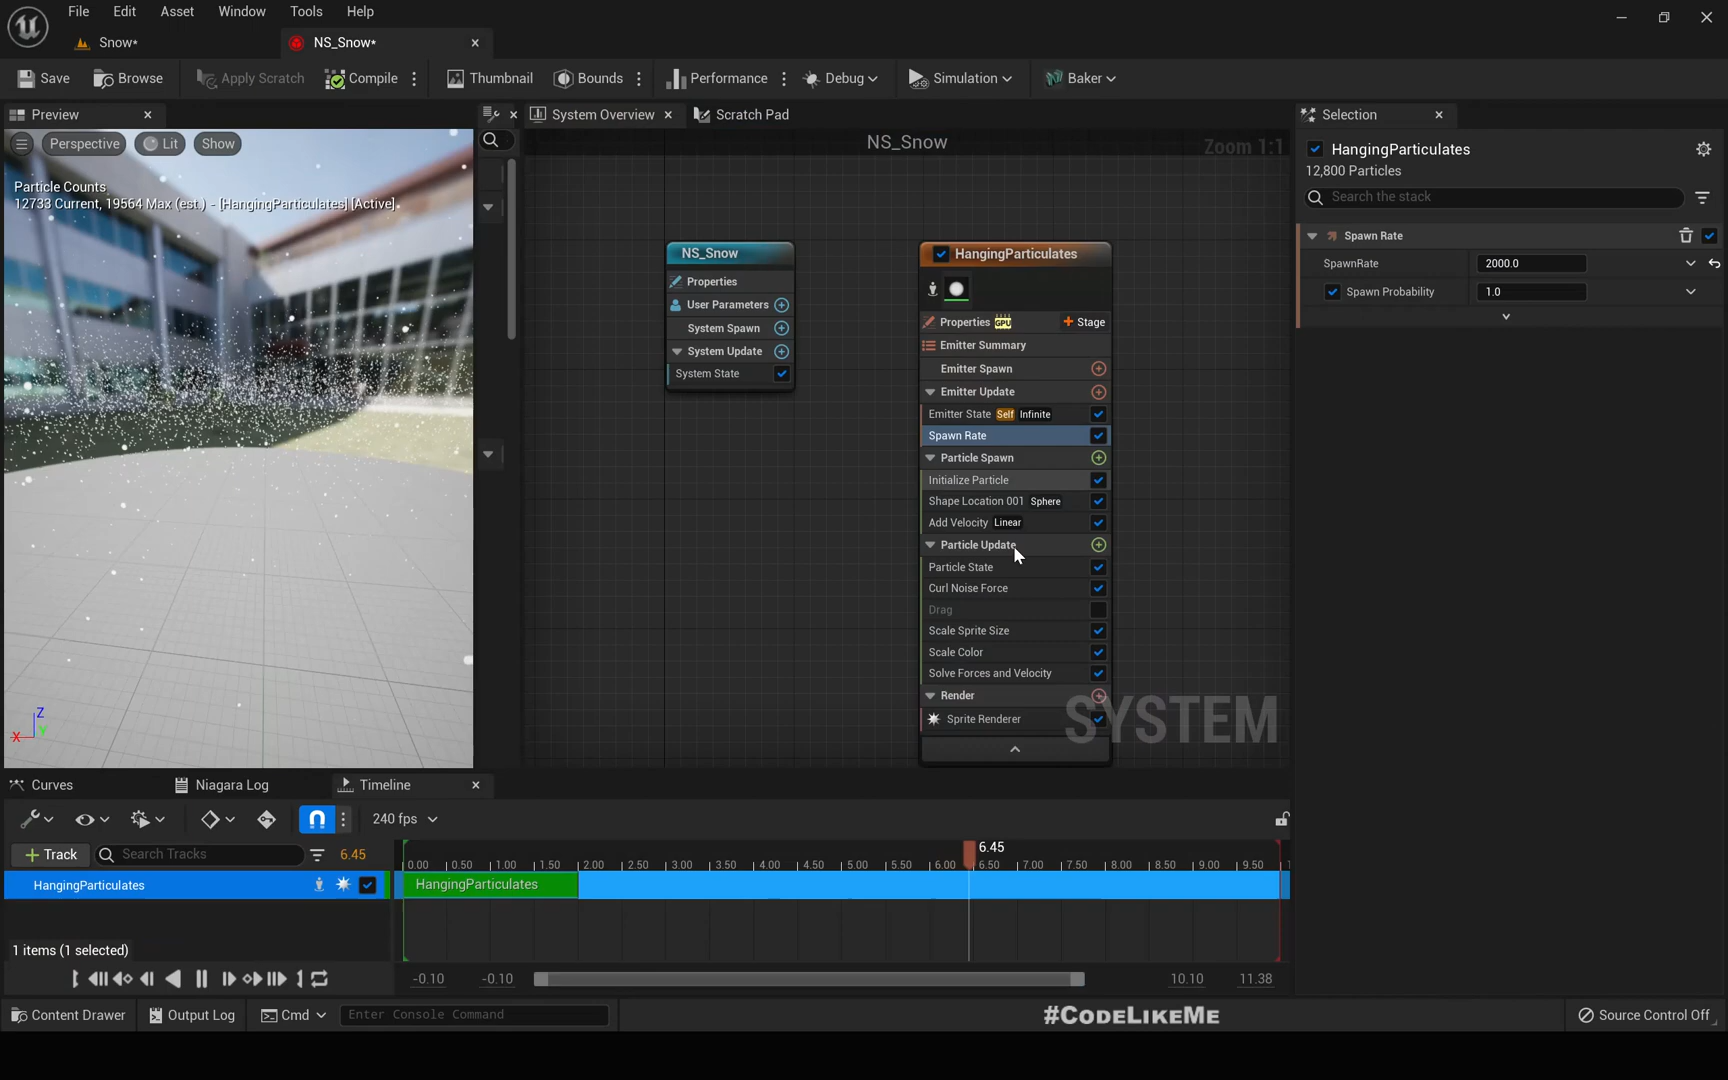 File Edit Asset Window Tools Help
Snow* NS_Snow*
Save Browse Apply Scratch Compile Thumbnail Bounds Performance Debug Simulation Baker
Preview System Overview Scratch Pad Selection
Perspective Lit Show NS_Snow Zoom 1:1 HangingParticulates
Particle Counts 12,800 Particles
12733 Current, 19564 Max (est.) - [HangingParticulates] [Active] Search the stack
Spawn Rate
NS_Snow HangingParticulates SpawnRate 2000.0
Properties Spawn Probability 1.0
User Parameters
System Spawn Properties GPU Stage
System Update Emitter Summary
System State Emitter Spawn
Emitter Update
Emitter State Self Infinite
Spawn Rate
Particle Spawn
Initialize Particle
Shape Location 001 Sphere
Add Velocity Linear
Particle Update
Particle State
Curl Noise Force
Drag
Scale Sprite Size
Scale Color
Solve Forces and Velocity
Render
Sprite Renderer
SYSTEM
Z
X Y
Curves Niagara Log Timeline
240 fps
6.45
Track Search Tracks 6.45 0.00 0.50 1.00 1.50 2.00 2.50 3.00 3.50 4.00 4.50 5.00 5.50 6.00 6.50 7.00 7.50 8.00 8.50 9.00 9.50
HangingParticulates HangingParticulates
1 items (1 selected)
-0.10 -0.10 10.10 11.38
Content Drawer Output Log Cmd Enter Console Command #CodeLikeMe Source Control Off